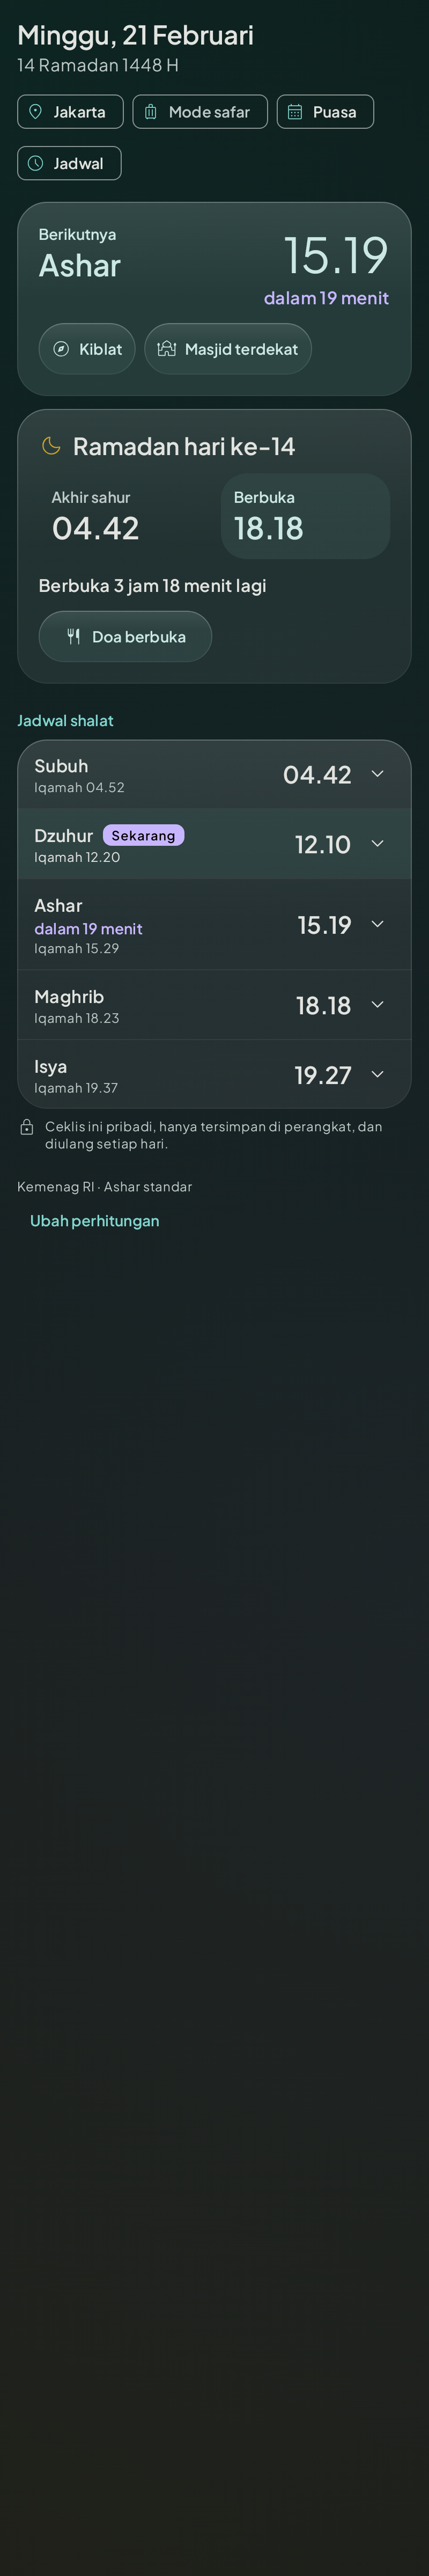 Minggu, 21 Februari
14 Ramadan 1448 H
Jakarta
Mode safar
Puasa
Jadwal
Berikutnya
Ashar
15.19
dalam 19 menit
Kiblat
Masjid terdekat
Ramadan hari ke-14
Akhir sahur
04.42
Berbuka
18.18
Berbuka 3 jam 18 menit lagi
Doa berbuka
Jadwal shalat
Subuh
Iqamah 04.52
04.42
Dzuhur
Sekarang
Iqamah 12.20
12.10
Ashar
dalam 19 menit
Iqamah 15.29
15.19
Maghrib
Iqamah 18.23
18.18
Isya
Iqamah 19.37
19.27
Ceklis ini pribadi, hanya tersimpan di perangkat, dan
diulang setiap hari.
Kemenag RI · Ashar standar
Ubah perhitungan